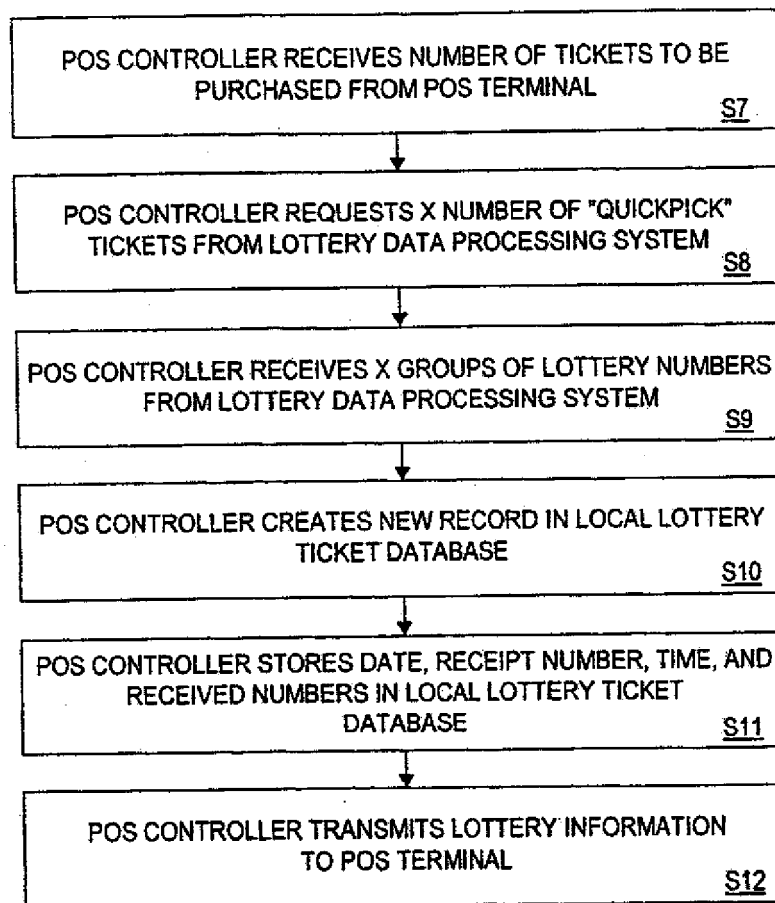 POS CONTROLLER RECEIVES NUMBER OF TICKETS TO BE
PURCHASED FROM POS TERMINAL
S7
POS CONTROLLER REQUESTS X NUMBER OF "QUICKPICK"
TICKETS FROM LOTTERY DATA PROCESSING SYSTEM
S8
POS CONTROLLER RECEIVES X GROUPS OF LOTTERY NUMBERS
FROM LOTTERY DATA PROCESSING SYSTEM
S9
POS CONTROLLER CREATES NEW RECORD IN LOCAL LOTTERY
TICKET DATABASE
S10
POS CONTROLLER STORES DATE, RECEIPT NUMBER, TIME, AND
RECEIVED NUMBERS IN LOCAL LOTTERY TICKET
DATABASE
S11
POS CONTROLLER TRANSMITS LOTTERY INFORMATION
TO POS TERMINAL
S12